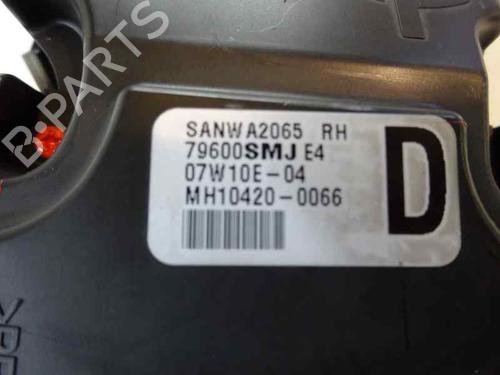 SANWA2065 RH
79600SMJ E4
07W10E-04
MH10420-0066
D
B-PARTS